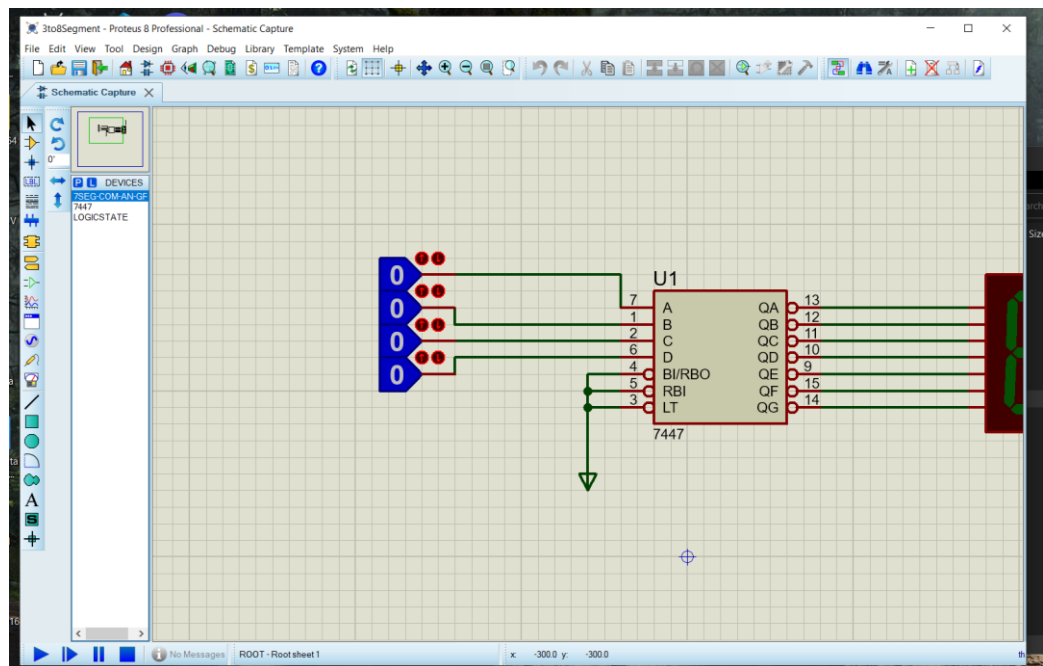 3to8Segment - Proteus 8 Professional - Schematic Capture
File Edit View Tool Design Graph Debug Library Template System Help
Schematic Capture
0°
P L DEVICES
7SEG-COM-AN-GF
7447
LOGICSTATE
LBL
A
S
0
0
0
0
U1
7 A QA 13
1 B QB 12
2 C QC 11
6 D QD 10
4 BI/RBO QE 9
5 RBI QF 15
3 LT QG 14
7447
No Messages ROOT - Root sheet 1 x: -300.0 y: -300.0 th